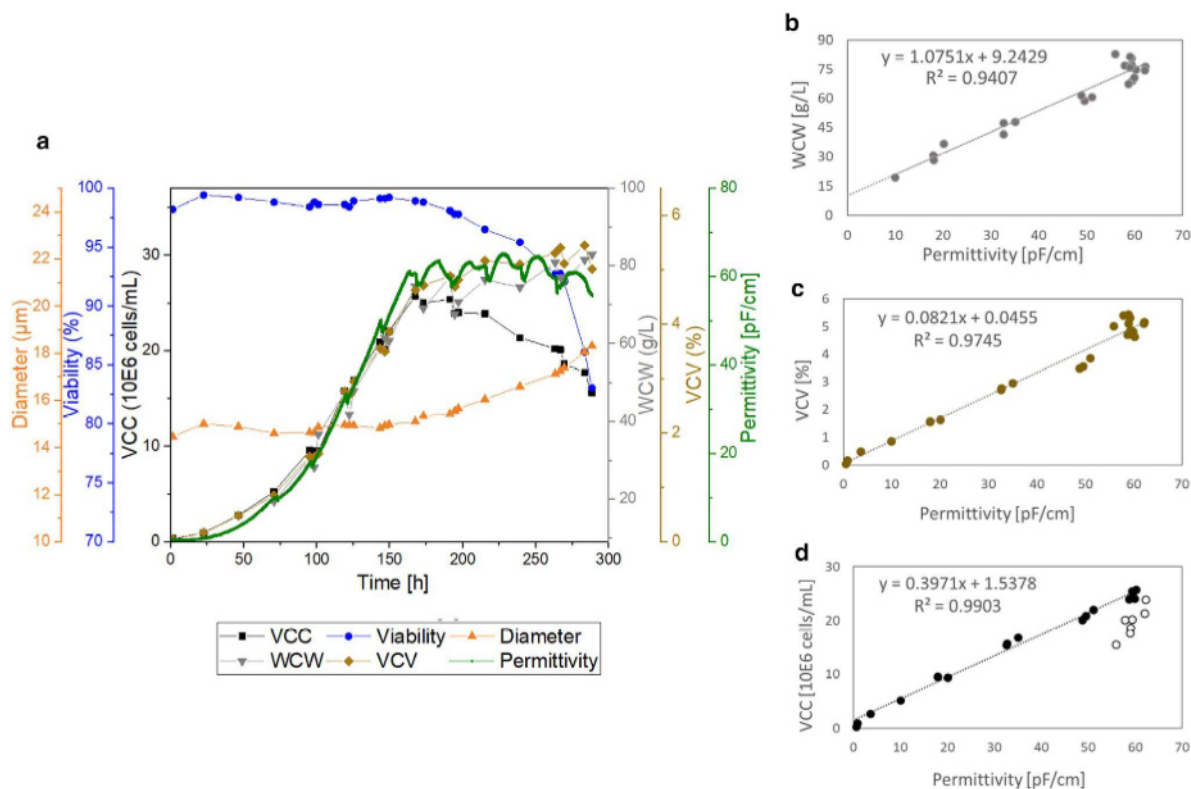 a
Diameter (µm)
24
22
20
18
16
14
12
10
Viability (%)
100
95
90
85
80
75
70
VCC (10E6 cells/mL)
30
20
10
0
0 50 100 150 200 250 300
Time [h]
WCW (g/L)
100
80
60
40
20
VCV (%)
6
4
2
0
Permittivity [pF/cm]
80
60
40
20
0
VCC Viability Diameter
WCW VCV Permittivity
b
y = 1.0751x + 9.2429
R² = 0.9407
WCW [g/L]
90
75
60
45
30
15
0
0 10 20 30 40 50 60 70
Permittivity [pF/cm]
c
y = 0.0821x + 0.0455
R² = 0.9745
VCV [%]
6
5
4
3
2
1
0
0 10 20 30 40 50 60 70
Permittivity [pF/cm]
d
y = 0.3971x + 1.5378
R² = 0.9903
VCC [10E6 cells/mL]
30
20
10
0
0 10 20 30 40 50 60 70
Permittivity [pF/cm]